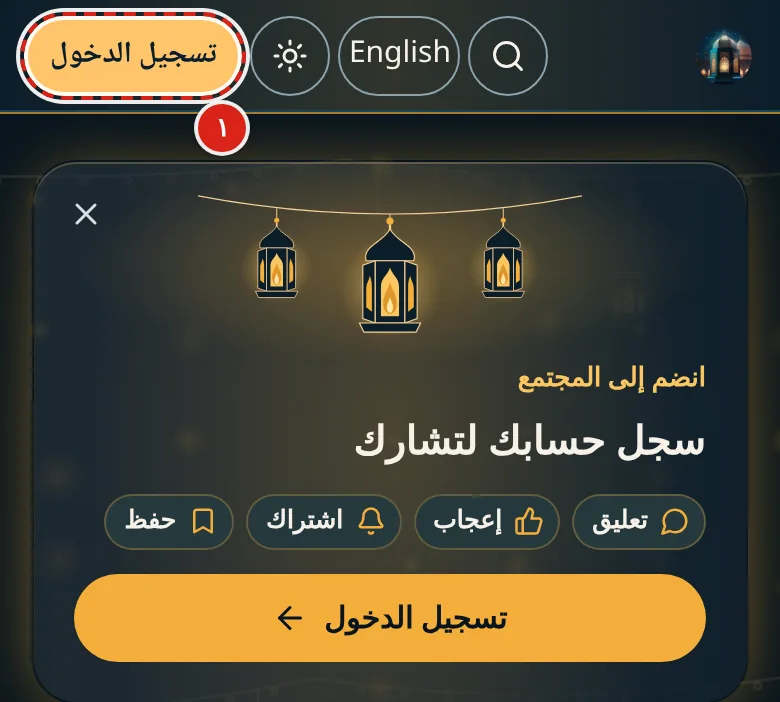 English
تسجيل الدخول
١
انضم إلى المجتمع
سجل حسابك لتشارك
تعليق
إعجاب
اشتراك
حفظ
تسجيل الدخول ←